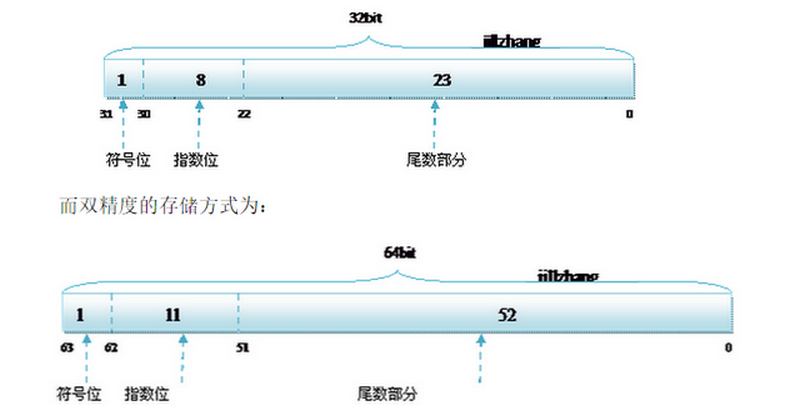 32bit
jillzhang
1 8 23
31 30 22 0
符号位 指数位 尾数部分
而双精度的存储方式为：
64bit
jillzhang
1 11 52
63 62 51 0
符号位 指数位 尾数部分